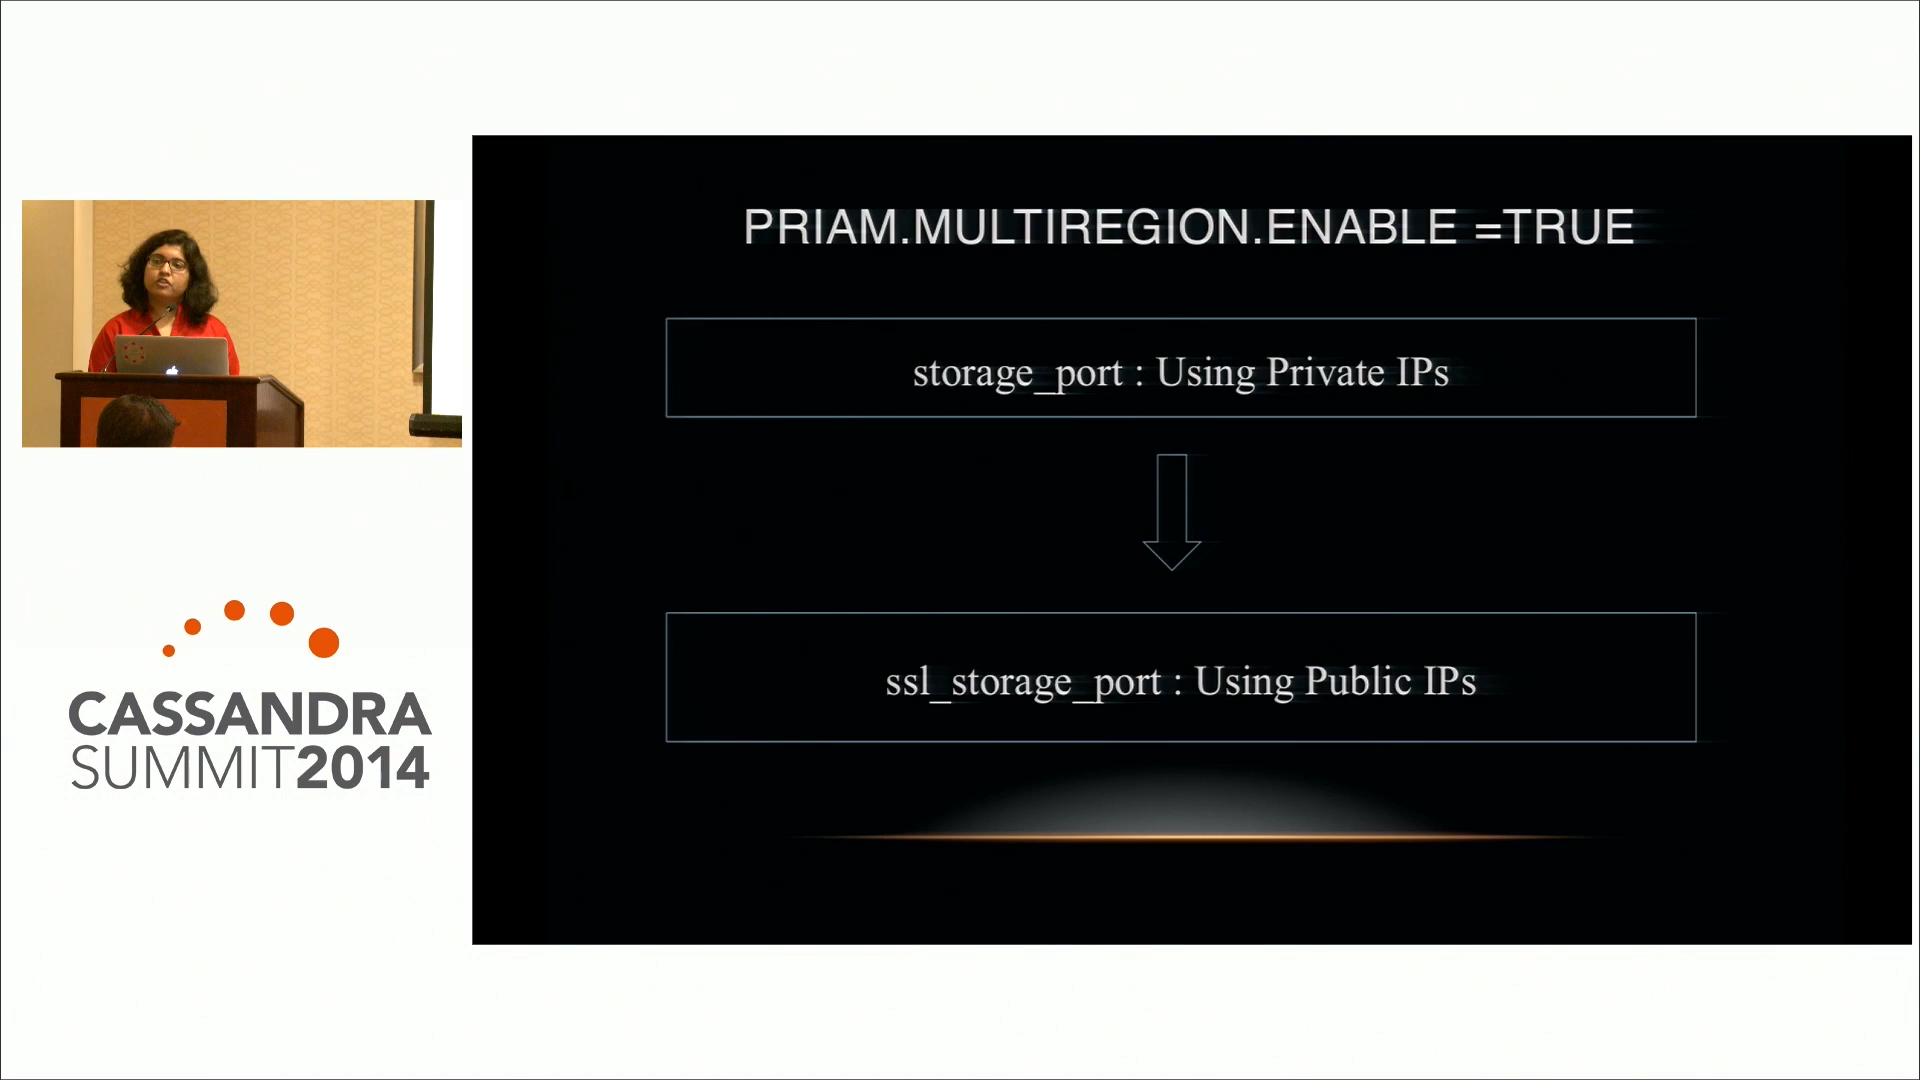 PRIAM.MULTIREGION.ENABLE =TRUE
storage_port : Using Private IPs
ssl_storage_port : Using Public IPs
CASSANDRA
SUMMIT2014